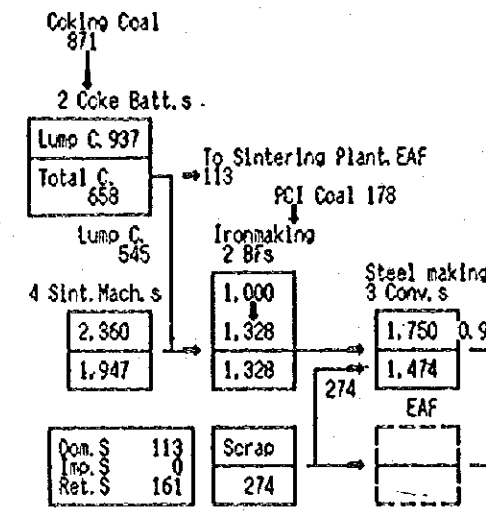 Coking Coal
871
2 Coke Batt.s
Lump C. 937
Total C.
658
To Sintering Plant. EAF
113
PCI Coal 178
Lump C.
545
Ironmaking
2 BFs
Steel making
3 Conv.s
4 Sint. Mach. s
1,000
2,360
1,328
1,750
0.9
1,947
1,328
1,474
274
EAF
Dom. S 113
Imp. S 0
Ret. S 161
Scrap
274